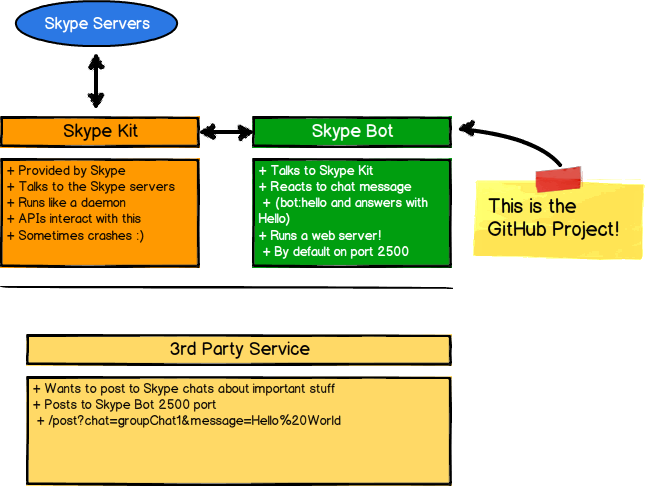 Skype Servers
Skype Kit
+ Provided by Skype
+ Talks to the Skype servers
+ Runs like a daemon
+ APIs interact with this
+ Sometimes crashes :)
Skype Bot
+ Talks to Skype Kit
+ Reacts to chat message
+ (bot:hello and answers with
Hello)
+ Runs a web server!
+ By default on port 2500
This is the
GitHub Project!
3rd Party Service
+ Wants to post to Skype chats about important stuff
+ Posts to Skype Bot 2500 port
+ /post?chat=groupChat1&message=Hello%20World